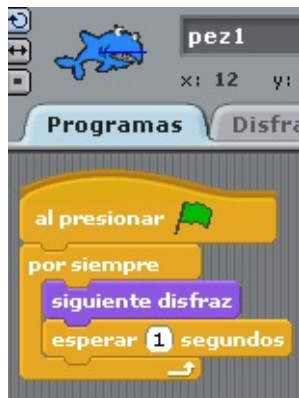 pez1
x: 12 y:
Programas Disfra
al presionar
por siempre
siguiente disfraz
esperar 1 segundos